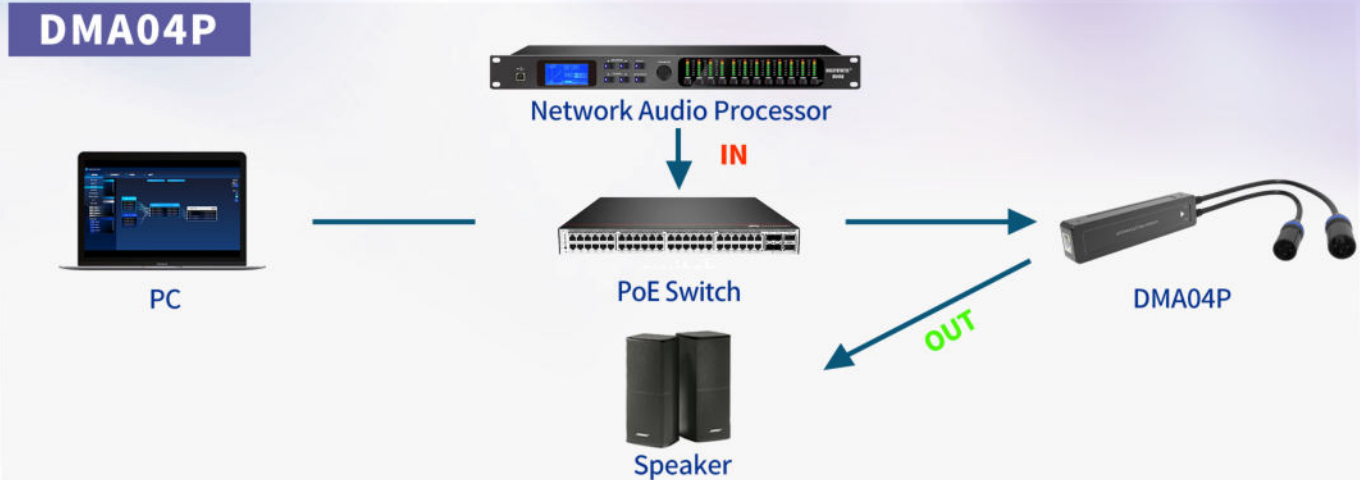 DMA04P
Network Audio Processor
IN
PC
PoE Switch
DMA04P
OUT
Speaker